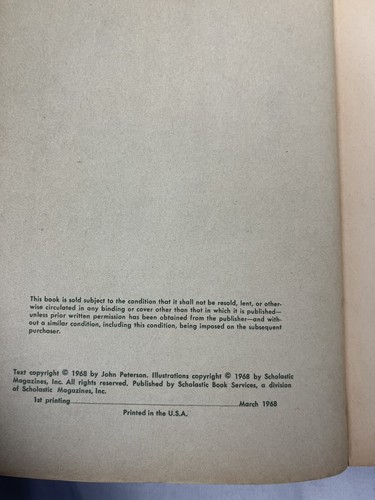 This book is sold subject to the condition that it shall not be resold, lent, or other-
wise circulated in any binding or cover other than that in which it is published—
unless prior written permission has been obtained from the publisher—and with-
out a similar condition, including this condition, being imposed on the subsequent
purchaser.
Text copyright © 1968 by John Peterson. Illustrations copyright © 1968 by Scholastic
Magazines, Inc. All rights reserved. Published by Scholastic Book Services, a division
of Scholastic Magazines, Inc.
1st printing____________________March 1968
Printed in the U.S.A.